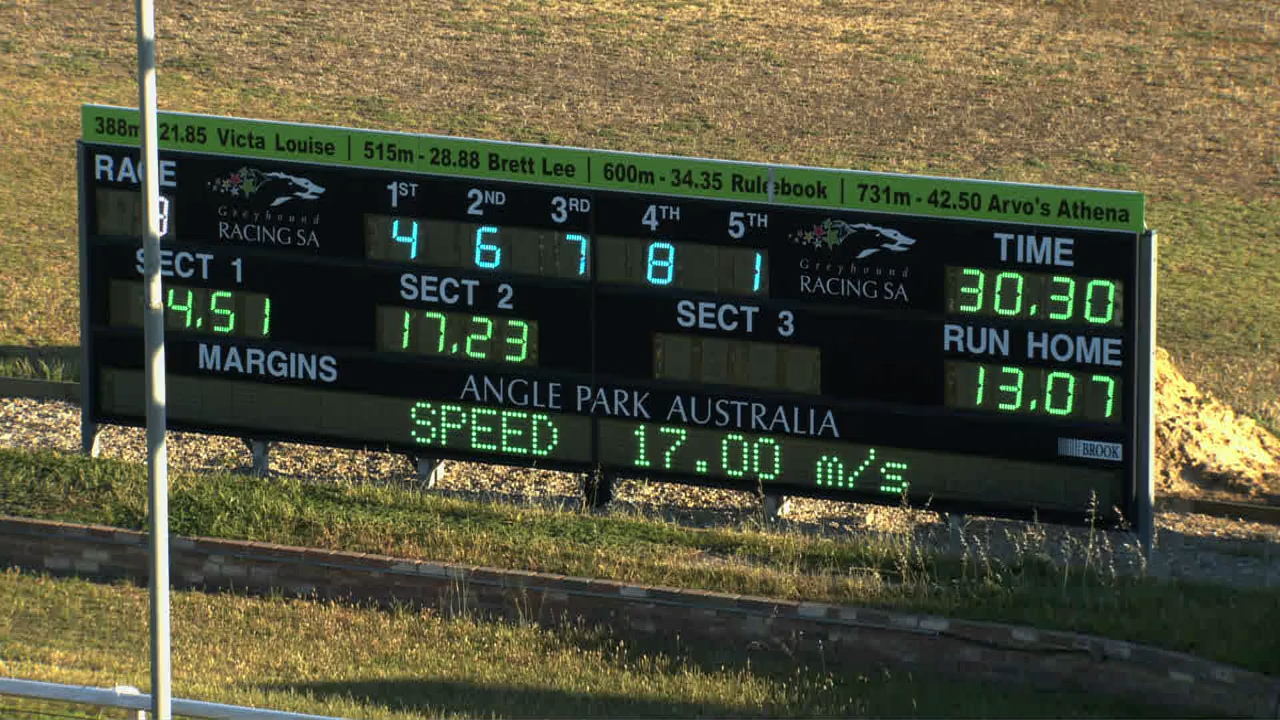 388m 21.85 Victa Louise | 515m - 28.88 Brett Lee | 600m - 34.35 Rulebook | 731m - 42.50 Arvo's Athena
RACE
Greyhound
RACING SA
1ST 2ND 3RD 4TH 5TH
4 6 7 8 1
Greyhound
RACING SA
TIME
30.30
SECT 1
4.51
SECT 2
17.23
SECT 3
RUN HOME
13.07
MARGINS
ANGLE PARK AUSTRALIA
SPEED 17.00 m/s
BROOK